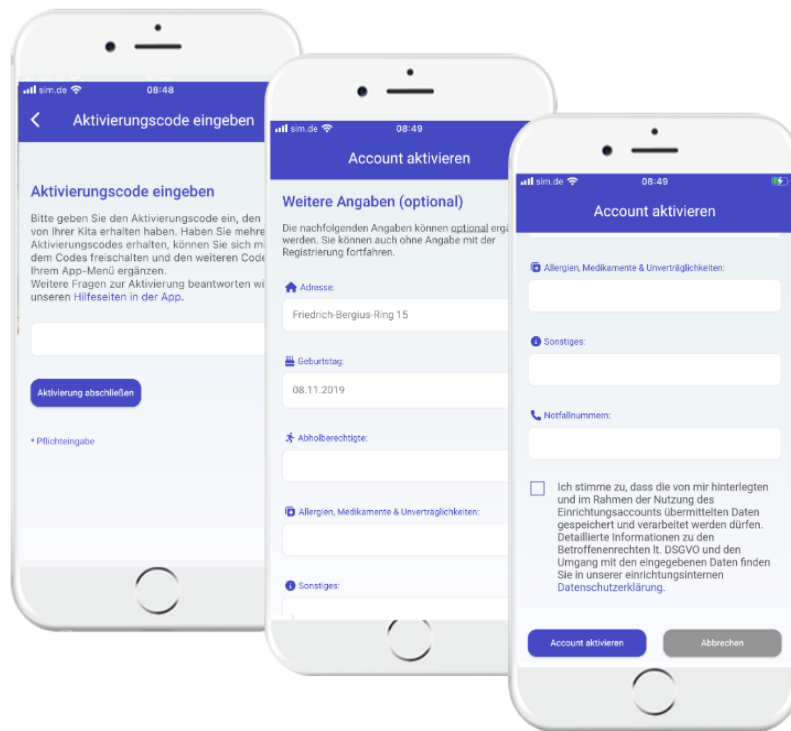 sim.de
08:48
Aktivierungscode eingeben
Aktivierungscode eingeben
Bitte geben Sie den Aktivierungscode ein, den
von Ihrer Kita erhalten haben. Haben Sie mehre
Aktivierungscodes erhalten, können Sie sich mi
dem Codes freischalten und den weiteren Code
Ihrem App-Menü ergänzen.
Weitere Fragen zur Aktivierung beantworten wi
unseren Hilfeseiten in der App.
Aktivierung abschließen
* Pflichteingabe
sim.de
08:49
Account aktivieren
Weitere Angaben (optional)
Die nachfolgenden Angaben können optional ergä
werden. Sie können auch ohne Angabe mit der
Registrierung fortfahren.
Adresse:
Friedrich-Bergius-Ring 15
Geburtstag:
08.11.2019
Abholberechtigte:
Allergien, Medikamente & Unverträglichkeiten:
Sonstiges:
sim.de
08:49
Account aktivieren
Allergien, Medikamente & Unverträglichkeiten:
Sonstiges:
Notfallnummern:
Ich stimme zu, dass die von mir hinterlegten
und im Rahmen der Nutzung des
Einrichtungsaccounts übermittelten Daten
gespeichert und verarbeitet werden dürfen.
Detaillierte Informationen zu den
Betroffenenrechten lt. DSGVO und den
Umgang mit den eingegebenen Daten finden
Sie in unserer einrichtungsinternen
Datenschutzerklärung.
Account aktivieren
Abbrechen